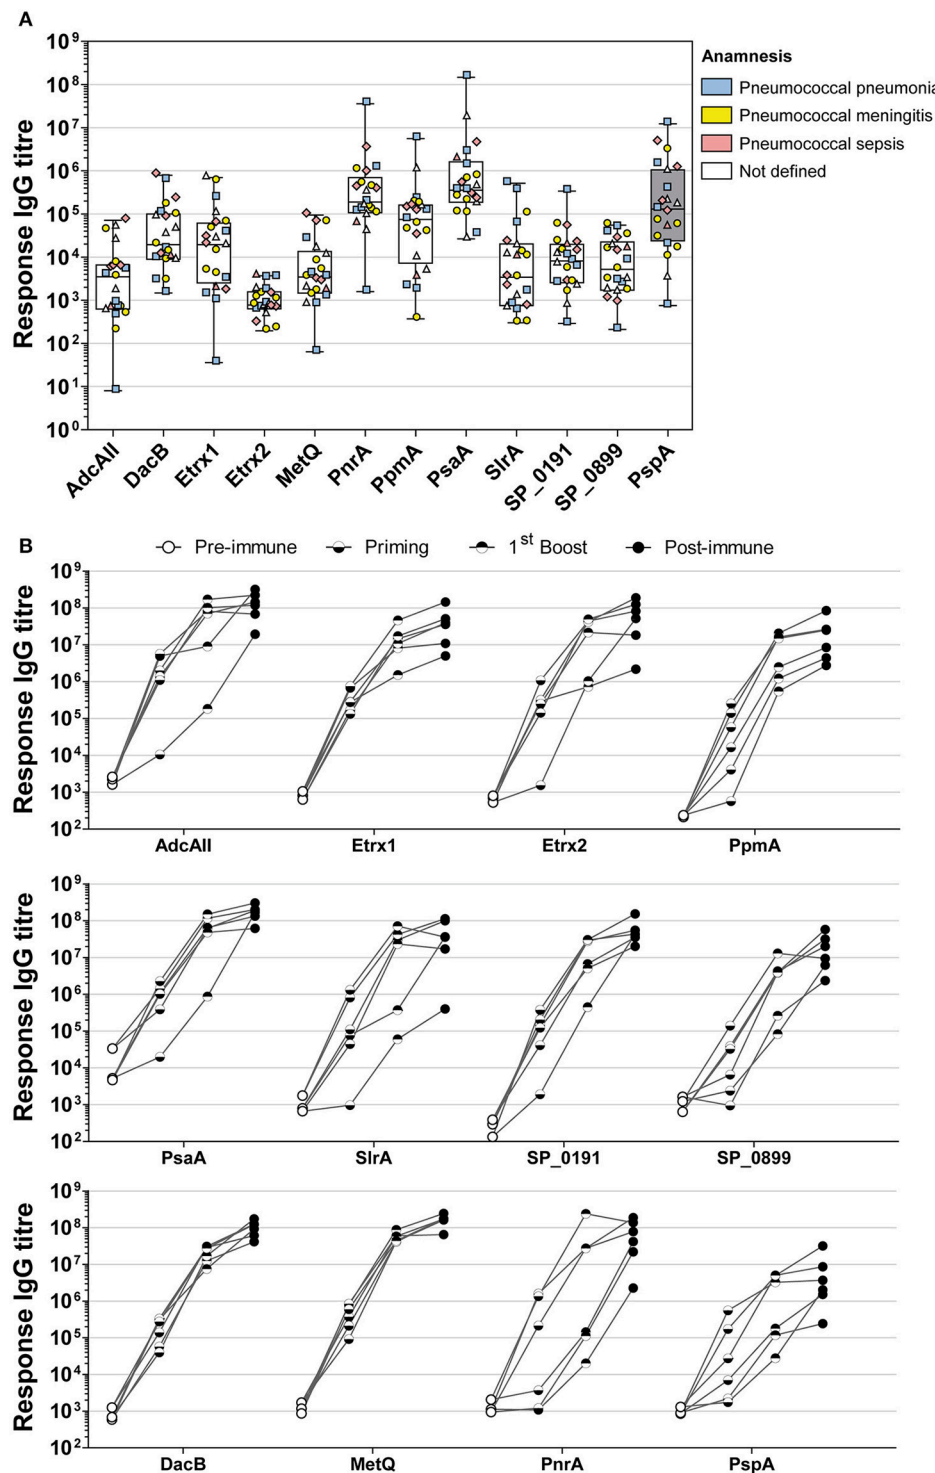 A
Response IgG titre
10⁹
10⁸
10⁷
10⁶
10⁵
10⁴
10³
10²
10¹
10⁰
AdcAII DacB Etrx1 Etrx2 MetQ PnrA PpmA PsaA SlrA SP_0191 SP_0899 PspA
Anamnesis
Pneumococcal pneumonia
Pneumococcal meningitis
Pneumococcal sepsis
Not defined
B
Pre-immune Priming 1st Boost Post-immune
Response IgG titre
10⁹
10⁸
10⁷
10⁶
10⁵
10⁴
10³
10²
AdcAII Etrx1 Etrx2 PpmA
Response IgG titre
10⁹
10⁸
10⁷
10⁶
10⁵
10⁴
10³
10²
PsaA SlrA SP_0191 SP_0899
Response IgG titre
10⁹
10⁸
10⁷
10⁶
10⁵
10⁴
10³
10²
DacB MetQ PnrA PspA